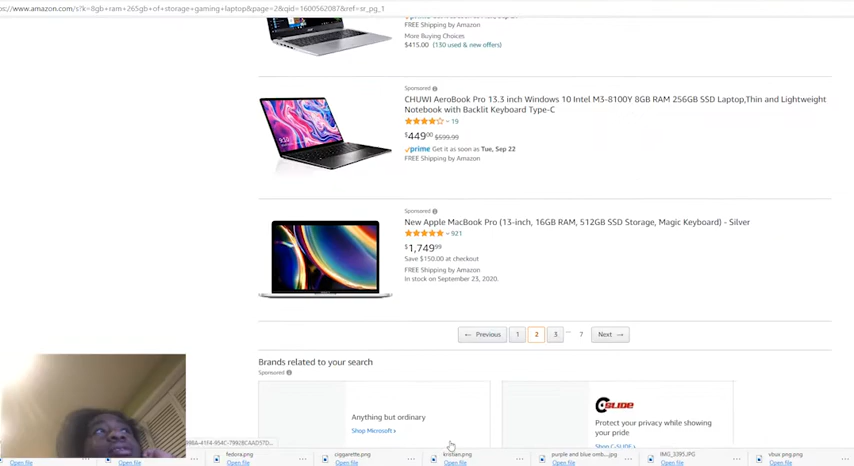 ps://www.amazon.com/s?k=8gb+ram+265gb+of+storage+gaming+laptop&page=2&qid=1600562087&ref=sr_pg_1
FREE Shipping by Amazon
More Buying Choices
$415.00 (130 used & new offers)
Sponsored
CHUWI AeroBook Pro 13.3 inch Windows 10 Intel M3-8100Y 8GB RAM 256GB SSD Laptop,Thin and Lightweight
Notebook with Backlit Keyboard Type-C
19
$449.00 $599.99
prime Get it as soon as Tue, Sep 22
FREE Shipping by Amazon
Sponsored
New Apple MacBook Pro (13-inch, 16GB RAM, 512GB SSD Storage, Magic Keyboard) - Silver
921
$1,749.99
Save $150.00 at checkout
FREE Shipping by Amazon
In stock on September 23, 2020.
← Previous 1 2 3 ... 7 Next →
Brands related to your search
Sponsored
Anything but ordinary
Shop Microsoft ›
C-SLIDE
Protect your privacy while showing
your pride
Shop C-SLIDE ›
fedora.png ciggarette.png kristian.png purple and blue omb....jpg IMG_3395.JPG vbux png.png
Open file Open file Open file Open file Open file Open file Open file Open file